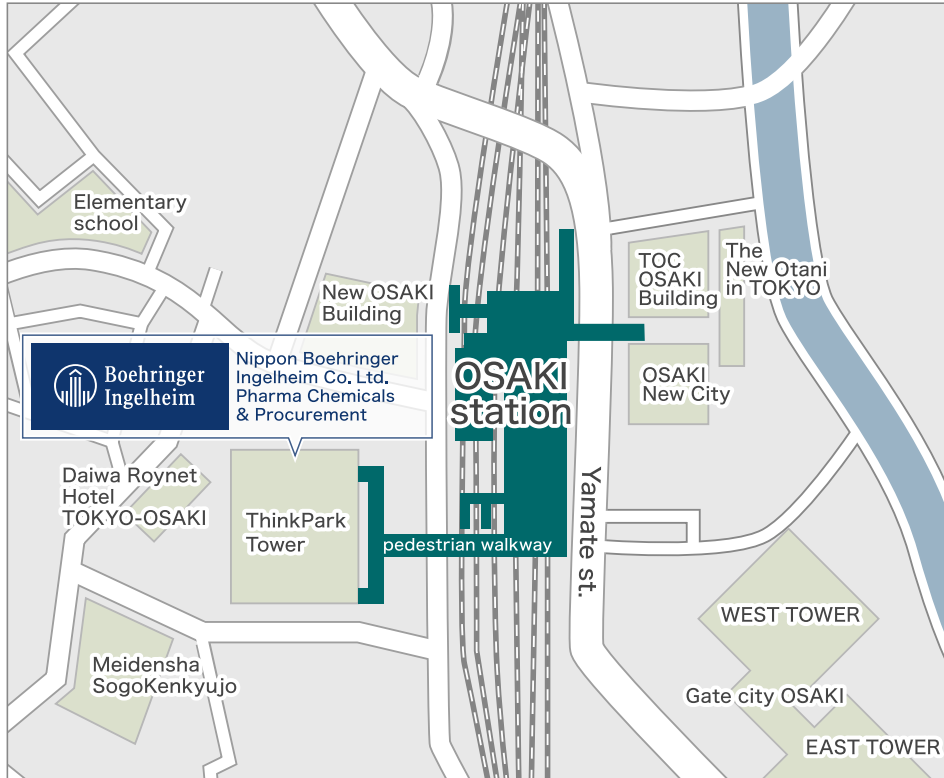 Elementary
school
New OSAKI
Building
TOC
OSAKI
Building
The
New Otani
in TOKYO
Boehringer
Ingelheim
Nippon Boehringer
Ingelheim Co. Ltd.
Pharma Chemicals
& Procurement
OSAKI
station
OSAKI
New City
Daiwa Roynet
Hotel
TOKYO-OSAKI
ThinkPark
Tower
pedestrian walkway
Yamate st.
WEST TOWER
Meidensha
SogoKenkyujo
Gate city OSAKI
EAST TOWER